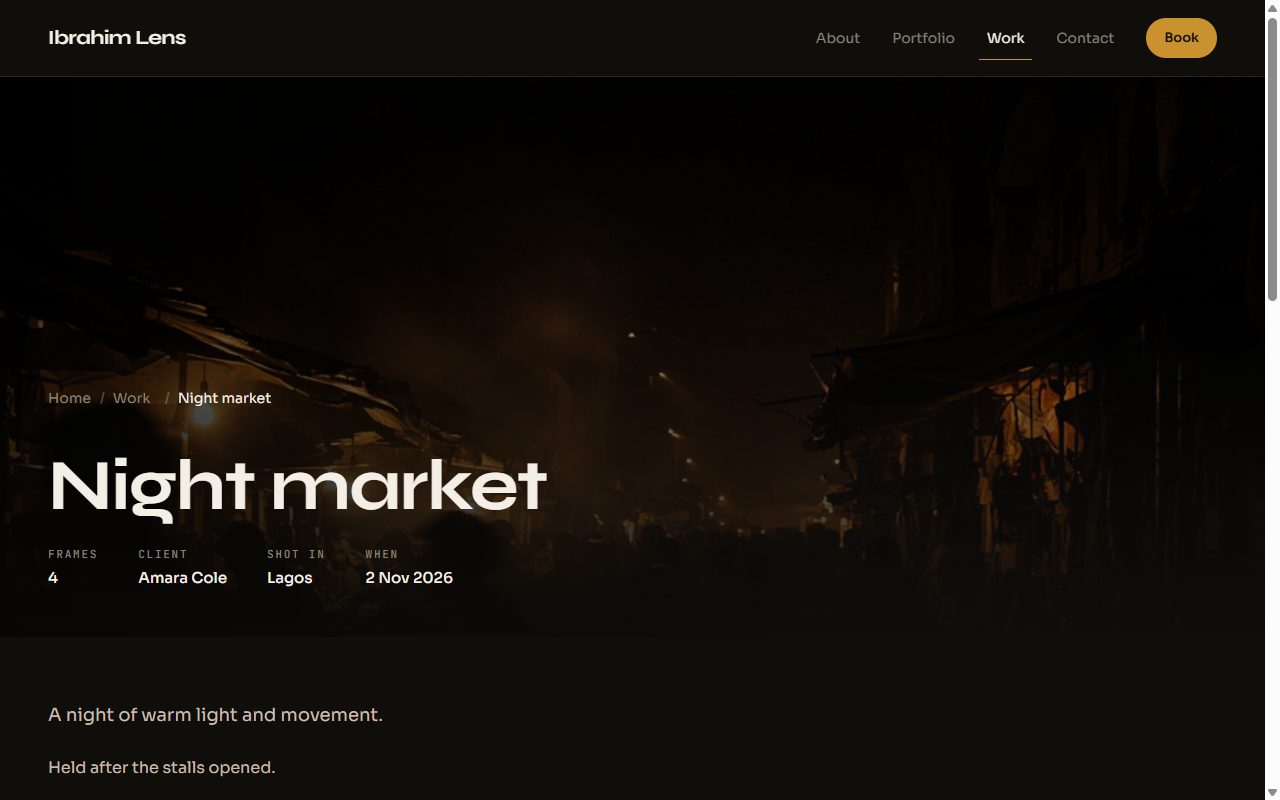 Ibrahim Lens
About
Portfolio
Work
Contact
Book
Home / Work / Night market
Night market
FRAMES
4
CLIENT
Amara Cole
SHOT IN
Lagos
WHEN
2 Nov 2026
A night of warm light and movement.
Held after the stalls opened.